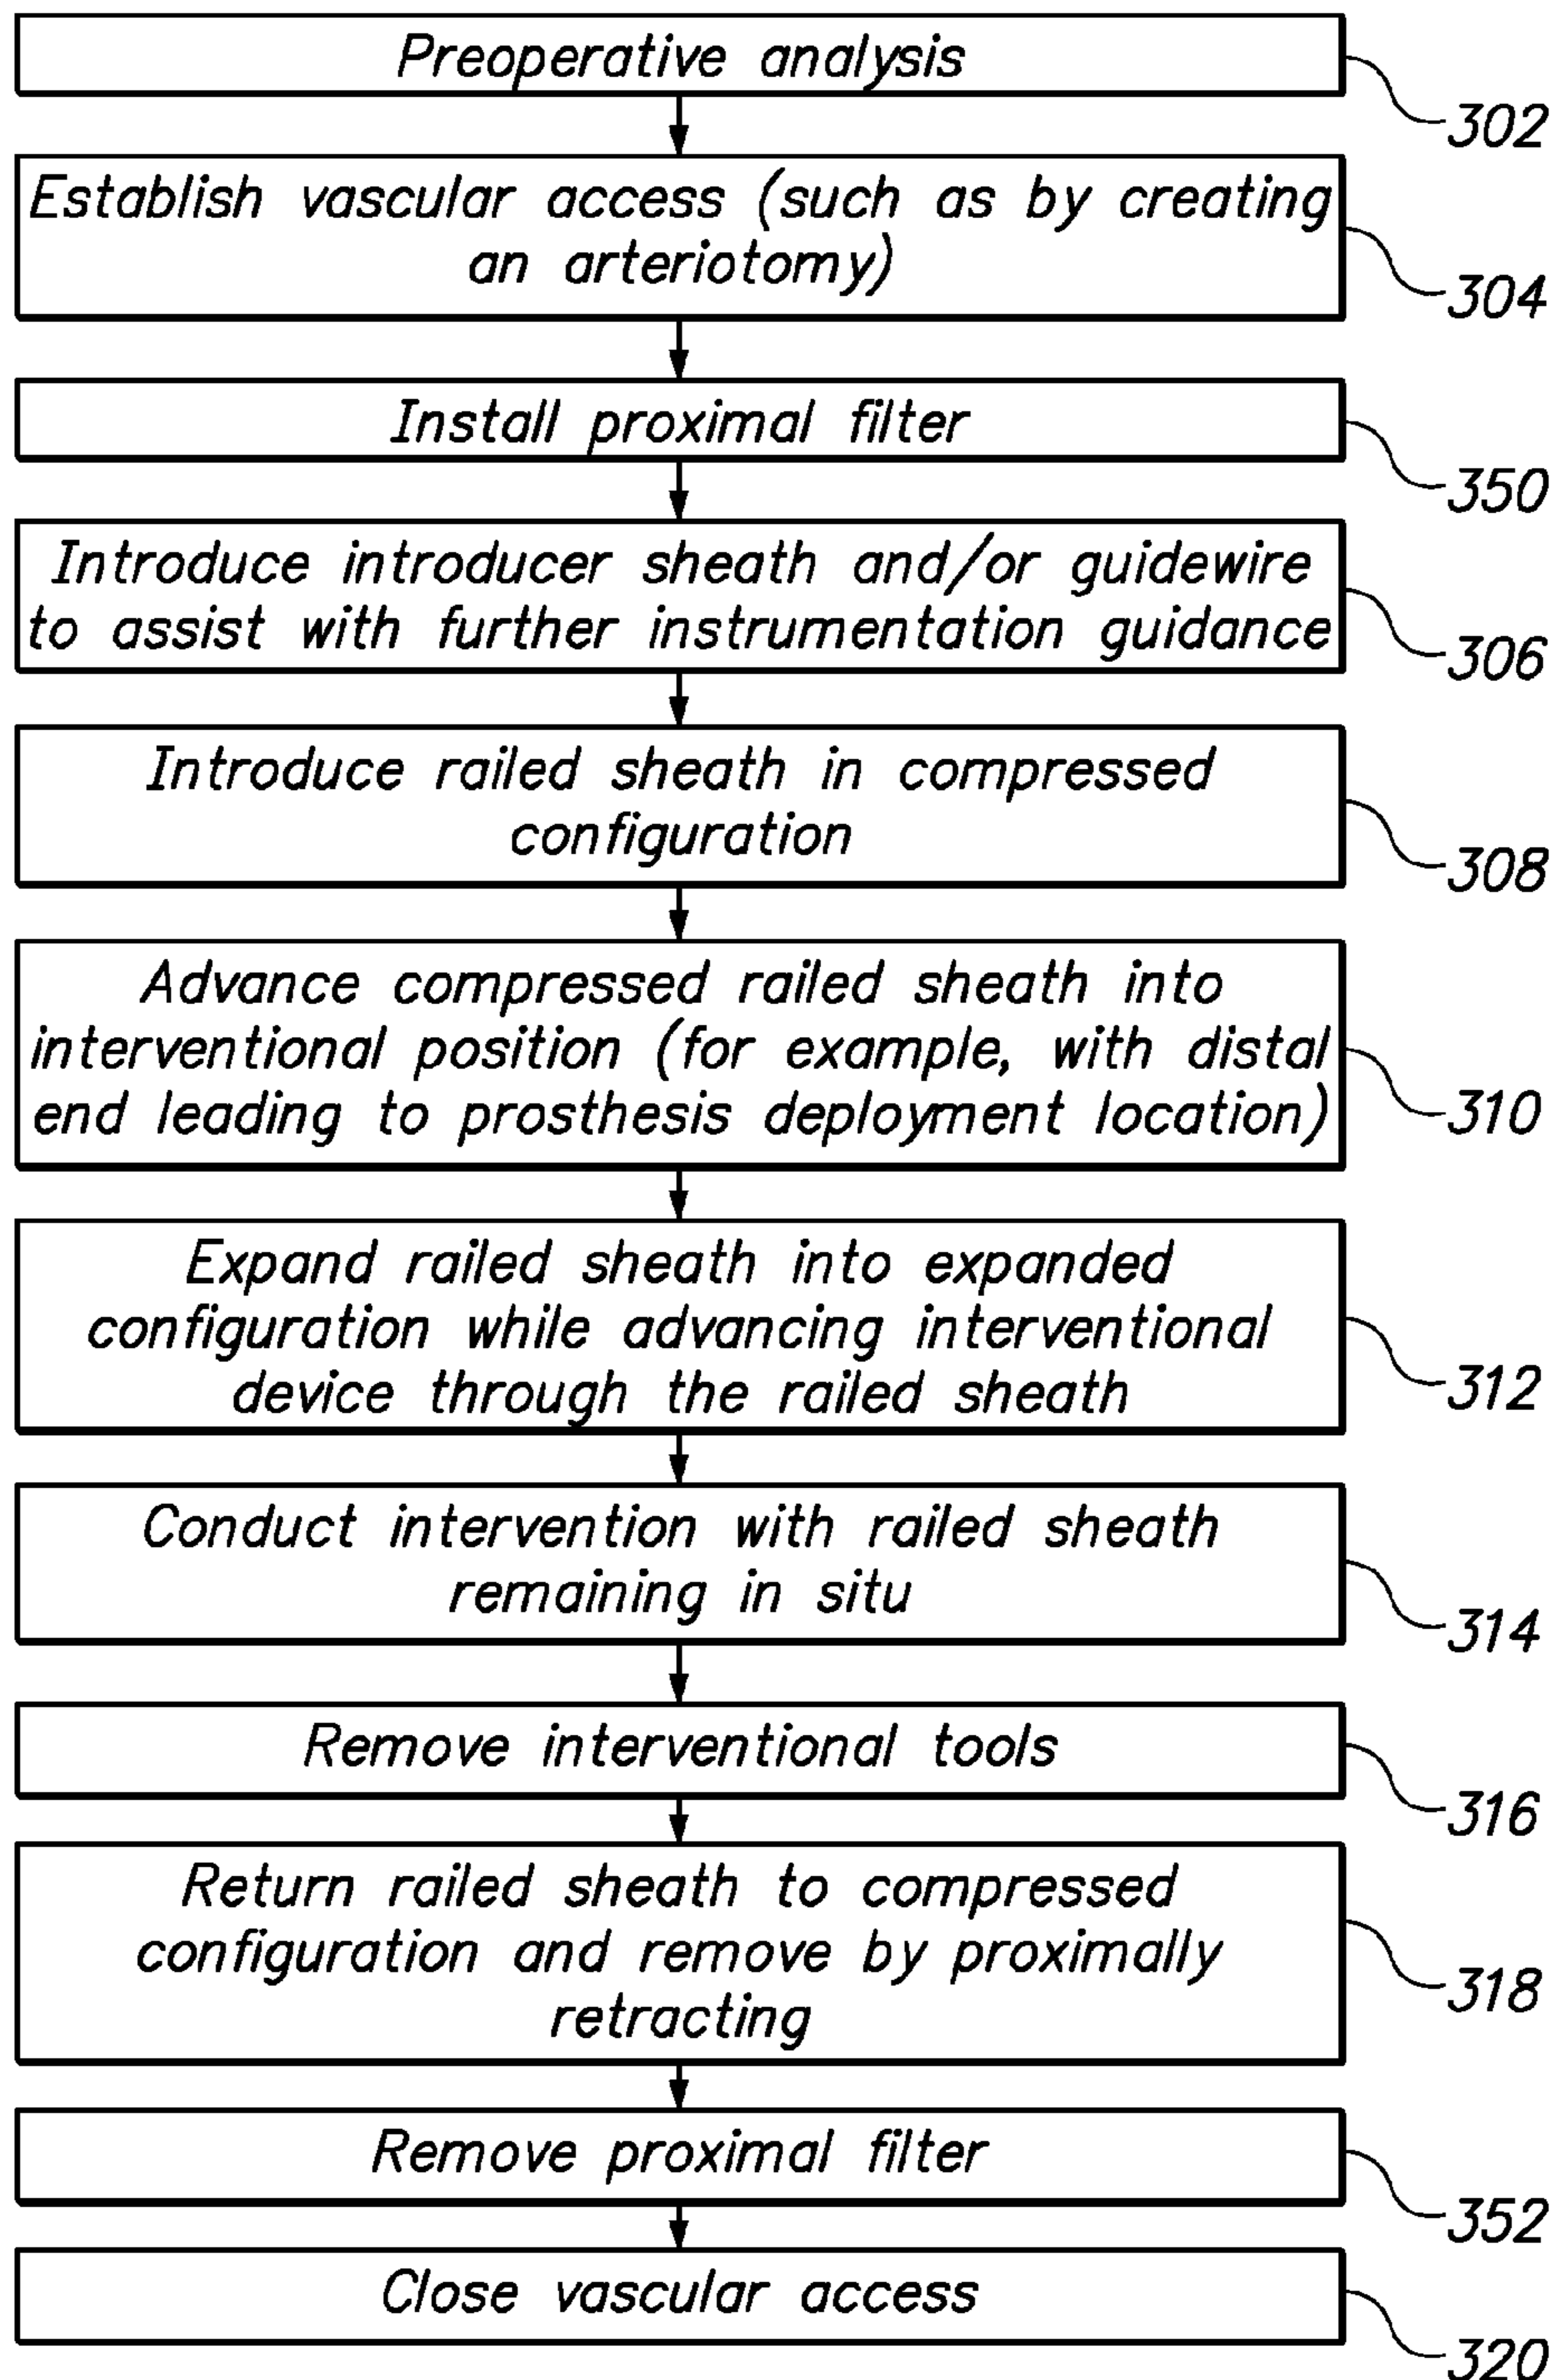 Preoperative analysis
302
Establish vascular access (such as by creating
an arteriotomy)
304
Install proximal filter
350
Introduce introducer sheath and/or guidewire
to assist with further instrumentation guidance
306
Introduce railed sheath in compressed
configuration
308
Advance compressed railed sheath into
interventional position (for example, with distal
end leading to prosthesis deployment location)
310
Expand railed sheath into expanded
configuration while advancing interventional
device through the railed sheath
312
Conduct intervention with railed sheath
remaining in situ
314
Remove interventional tools
316
Return railed sheath to compressed
configuration and remove by proximally
retracting
318
Remove proximal filter
352
Close vascular access
320